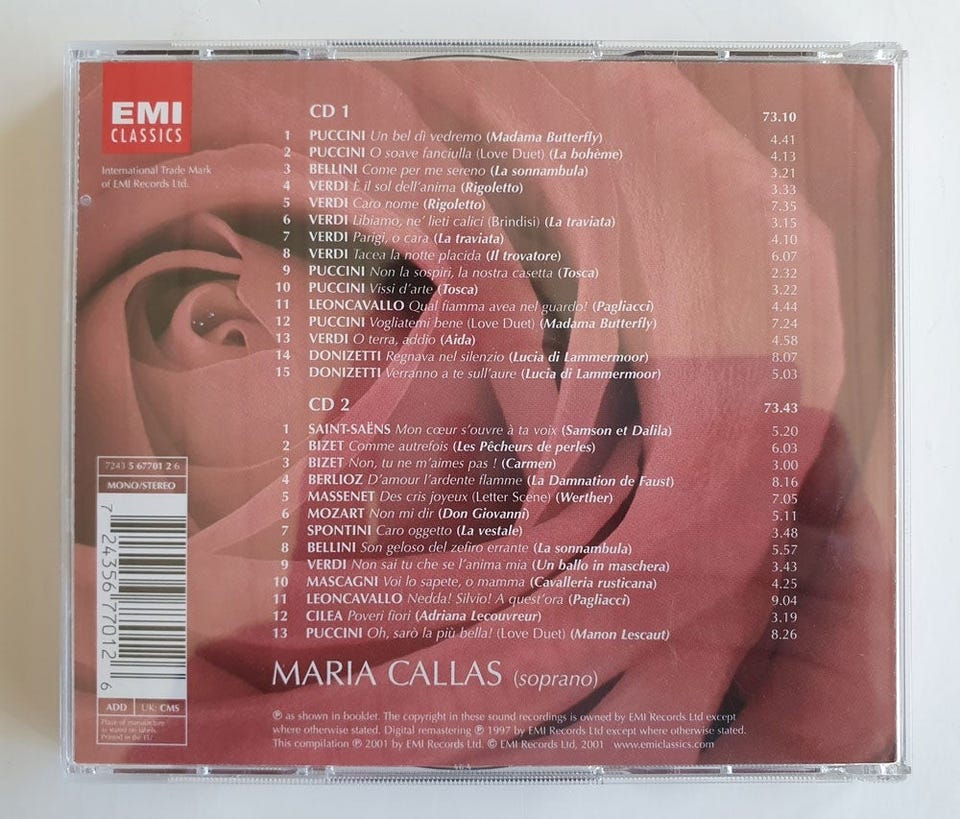 EMI
CLASSICS
International Trade Mark
of EMI Records Ltd.
CD 1 73.10
1 PUCCINI Un bel dì vedremo (Madama Butterfly) 4.41
2 PUCCINI O soave fanciulla (Love Duet) (La bohème) 4.13
3 BELLINI Come per me sereno (La sonnambula) 3.21
4 VERDI È il sol dell'anima (Rigoletto) 3.33
5 VERDI Caro nome (Rigoletto) 7.35
6 VERDI Libiamo, ne' lieti calici (Brindisi) (La traviata) 3.15
7 VERDI Parigi, o cara (La traviata) 4.10
8 VERDI Tacea la notte placida (Il trovatore) 6.07
9 PUCCINI Non la sospiri, la nostra casetta (Tosca) 2.32
10 PUCCINI Vissi d'arte (Tosca) 3.22
11 LEONCAVALLO Qual fiamma avea nel guardo! (Pagliacci) 4.44
12 PUCCINI Vogliatemi bene (Love Duet) (Madama Butterfly) 7.24
13 VERDI O terra, addio (Aida) 4.58
14 DONIZETTI Regnava nel silenzio (Lucia di Lammermoor) 8.07
15 DONIZETTI Verranno a te sull'aure (Lucia di Lammermoor) 5.03
CD 2 73.43
1 SAINT-SAËNS Mon cœur s'ouvre à ta voix (Samson et Dalila) 5.20
2 BIZET Comme autrefois (Les Pêcheurs de perles) 6.03
3 BIZET Non, tu ne m'aimes pas ! (Carmen) 3.00
4 BERLIOZ D'amour l'ardente flamme (La Damnation de Faust) 8.16
5 MASSENET Des cris joyeux (Letter Scene) (Werther) 7.05
6 MOZART Non mi dir (Don Giovanni) 5.11
7 SPONTINI Caro oggetto (La vestale) 3.48
8 BELLINI Son geloso del zefiro errante (La sonnambula) 5.57
9 VERDI Non sai tu che se l'anima mia (Un ballo in maschera) 3.43
10 MASCAGNI Voi lo sapete, o mamma (Cavalleria rusticana) 4.25
11 LEONCAVALLO Nedda! Silvio! A quest'ora (Pagliacci) 9.04
12 CILEA Poveri fiori (Adriana Lecouvreur) 3.19
13 PUCCINI Oh, sarò la più bella! (Love Duet) (Manon Lescaut) 8.26
MARIA CALLAS (soprano)
℗ as shown in booklet. The copyright in these sound recordings is owned by EMI Records Ltd except
where otherwise stated. Digital remastering ℗ 1997 by EMI Records Ltd except where otherwise stated.
This compilation ℗ 2001 by EMI Records Ltd. © EMI Records Ltd, 2001 www.emiclassics.com
7243 5 67701 2 6
MONO/STEREO
7 24356 77012 6
ADD UK: CMS
Place of manufacture
as stated on labels.
Printed in the EU